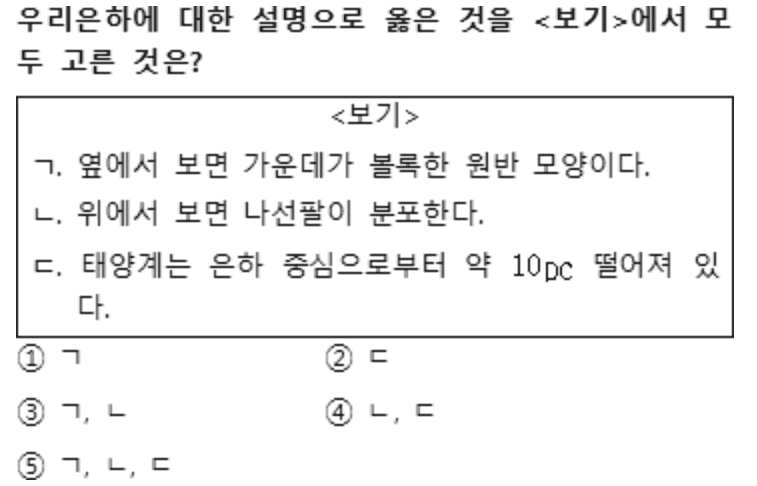 우리은하에 대한 설명으로 옳은 것을 <보기>에서 모
두 고른 것은?
<보기>
ㄱ. 옆에서 보면 가운데가 볼록한 원반 모양이다.
ㄴ. 위에서 보면 나선팔이 분포한다.
ㄷ. 태양계는 은하 중심으로부터 약 10pc 떨어져 있
다.
① ㄱ ② ㄷ
③ ㄱ, ㄴ ④ ㄴ, ㄷ
⑤ ㄱ, ㄴ, ㄷ